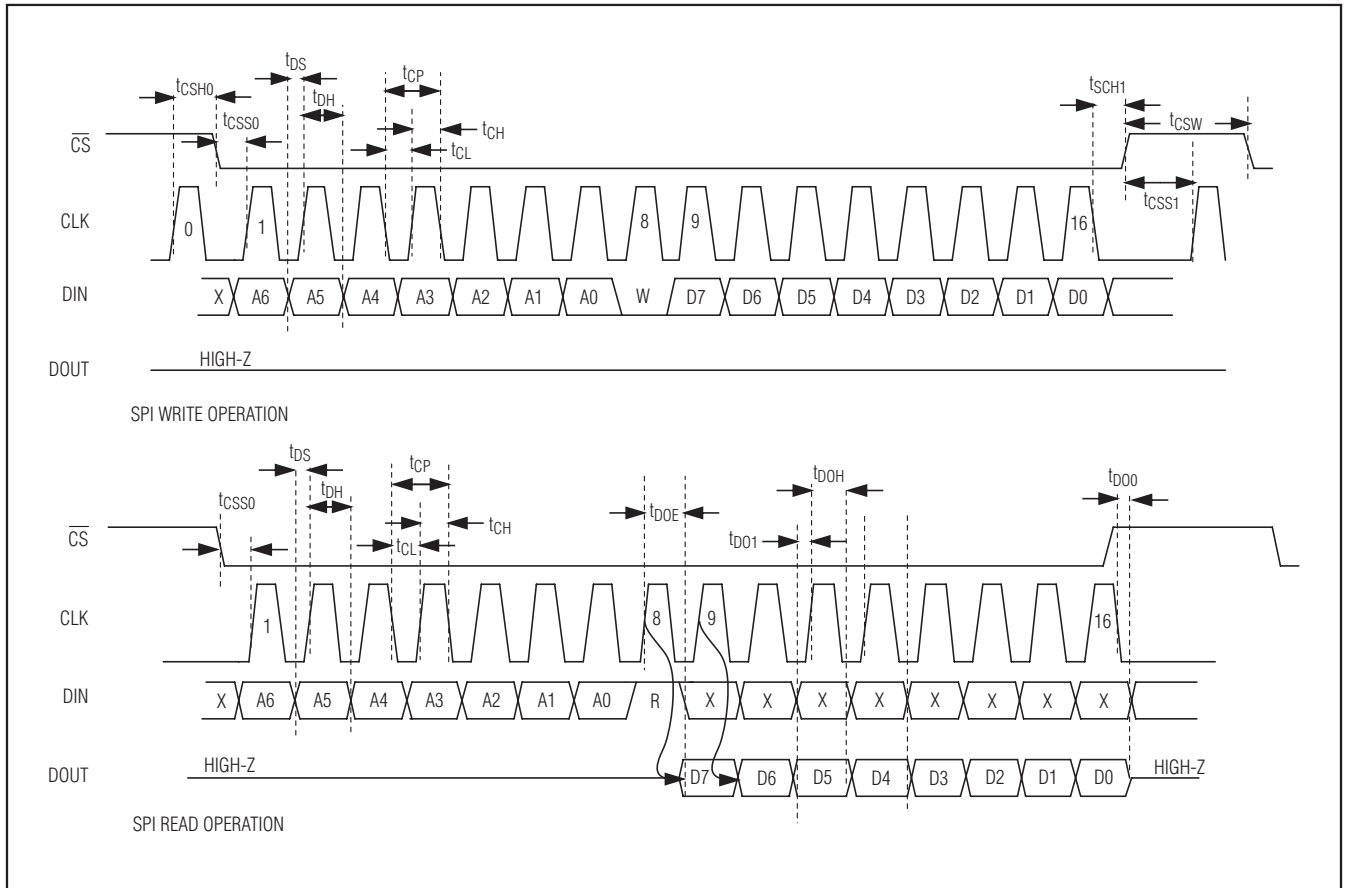 tDS
tCP
tSCH1
tCSH0
tDH
tCSW
tCSS0
tCH
tCL
CS
tCSS1
CLK 0 1 8 9 16
DIN X A6 A5 A4 A3 A2 A1 A0 W D7 D6 D5 D4 D3 D2 D1 D0
HIGH-Z
DOUT
SPI WRITE OPERATION
tDS
tCP
tDOH
tDO0
tCSS0
tDH
tDOE
tCH
tCL
tDO1
CS
CLK 1 8 9 16
DIN X A6 A5 A4 A3 A2 A1 A0 R X X X X X X X X
DOUT HIGH-Z D7 D6 D5 D4 D3 D2 D1 D0 HIGH-Z
SPI READ OPERATION